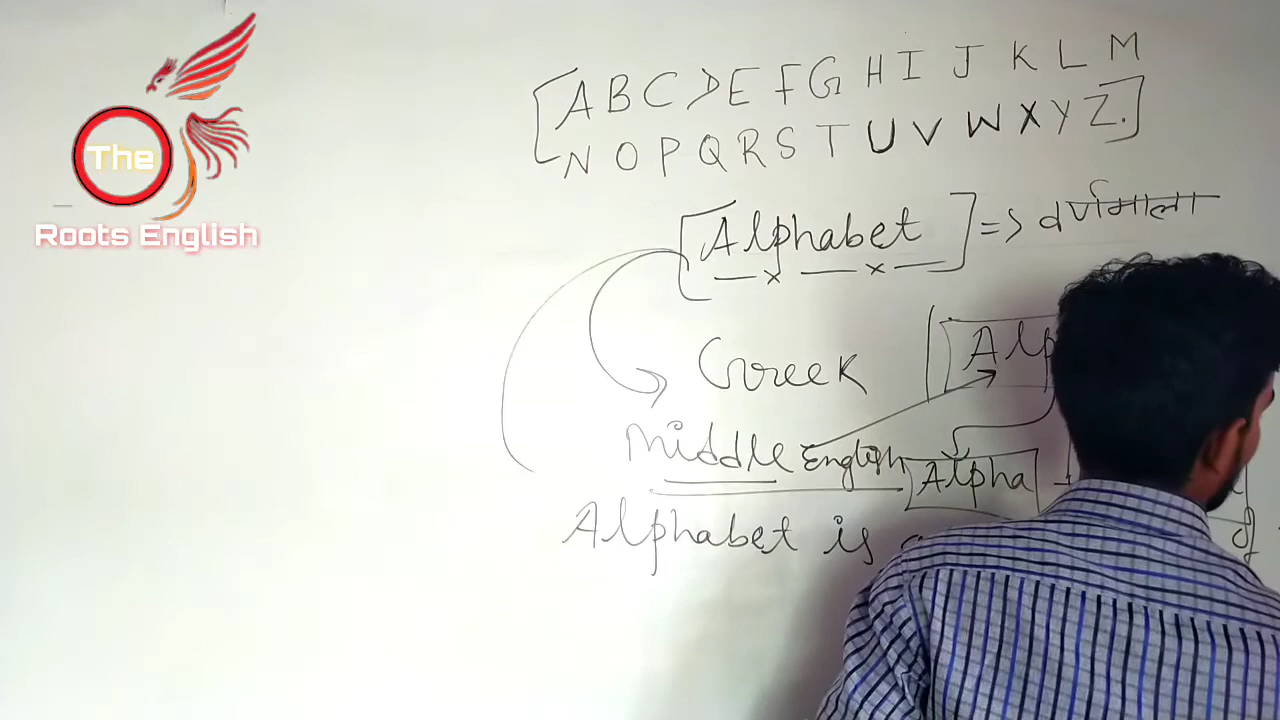 The
Roots English
[A B C D E F G H I J K L M
N O P Q R S T U V W X Y Z.]
[Alphabet] => वर्णमाला
Greek
Middle English Alpha +
Alphabet is